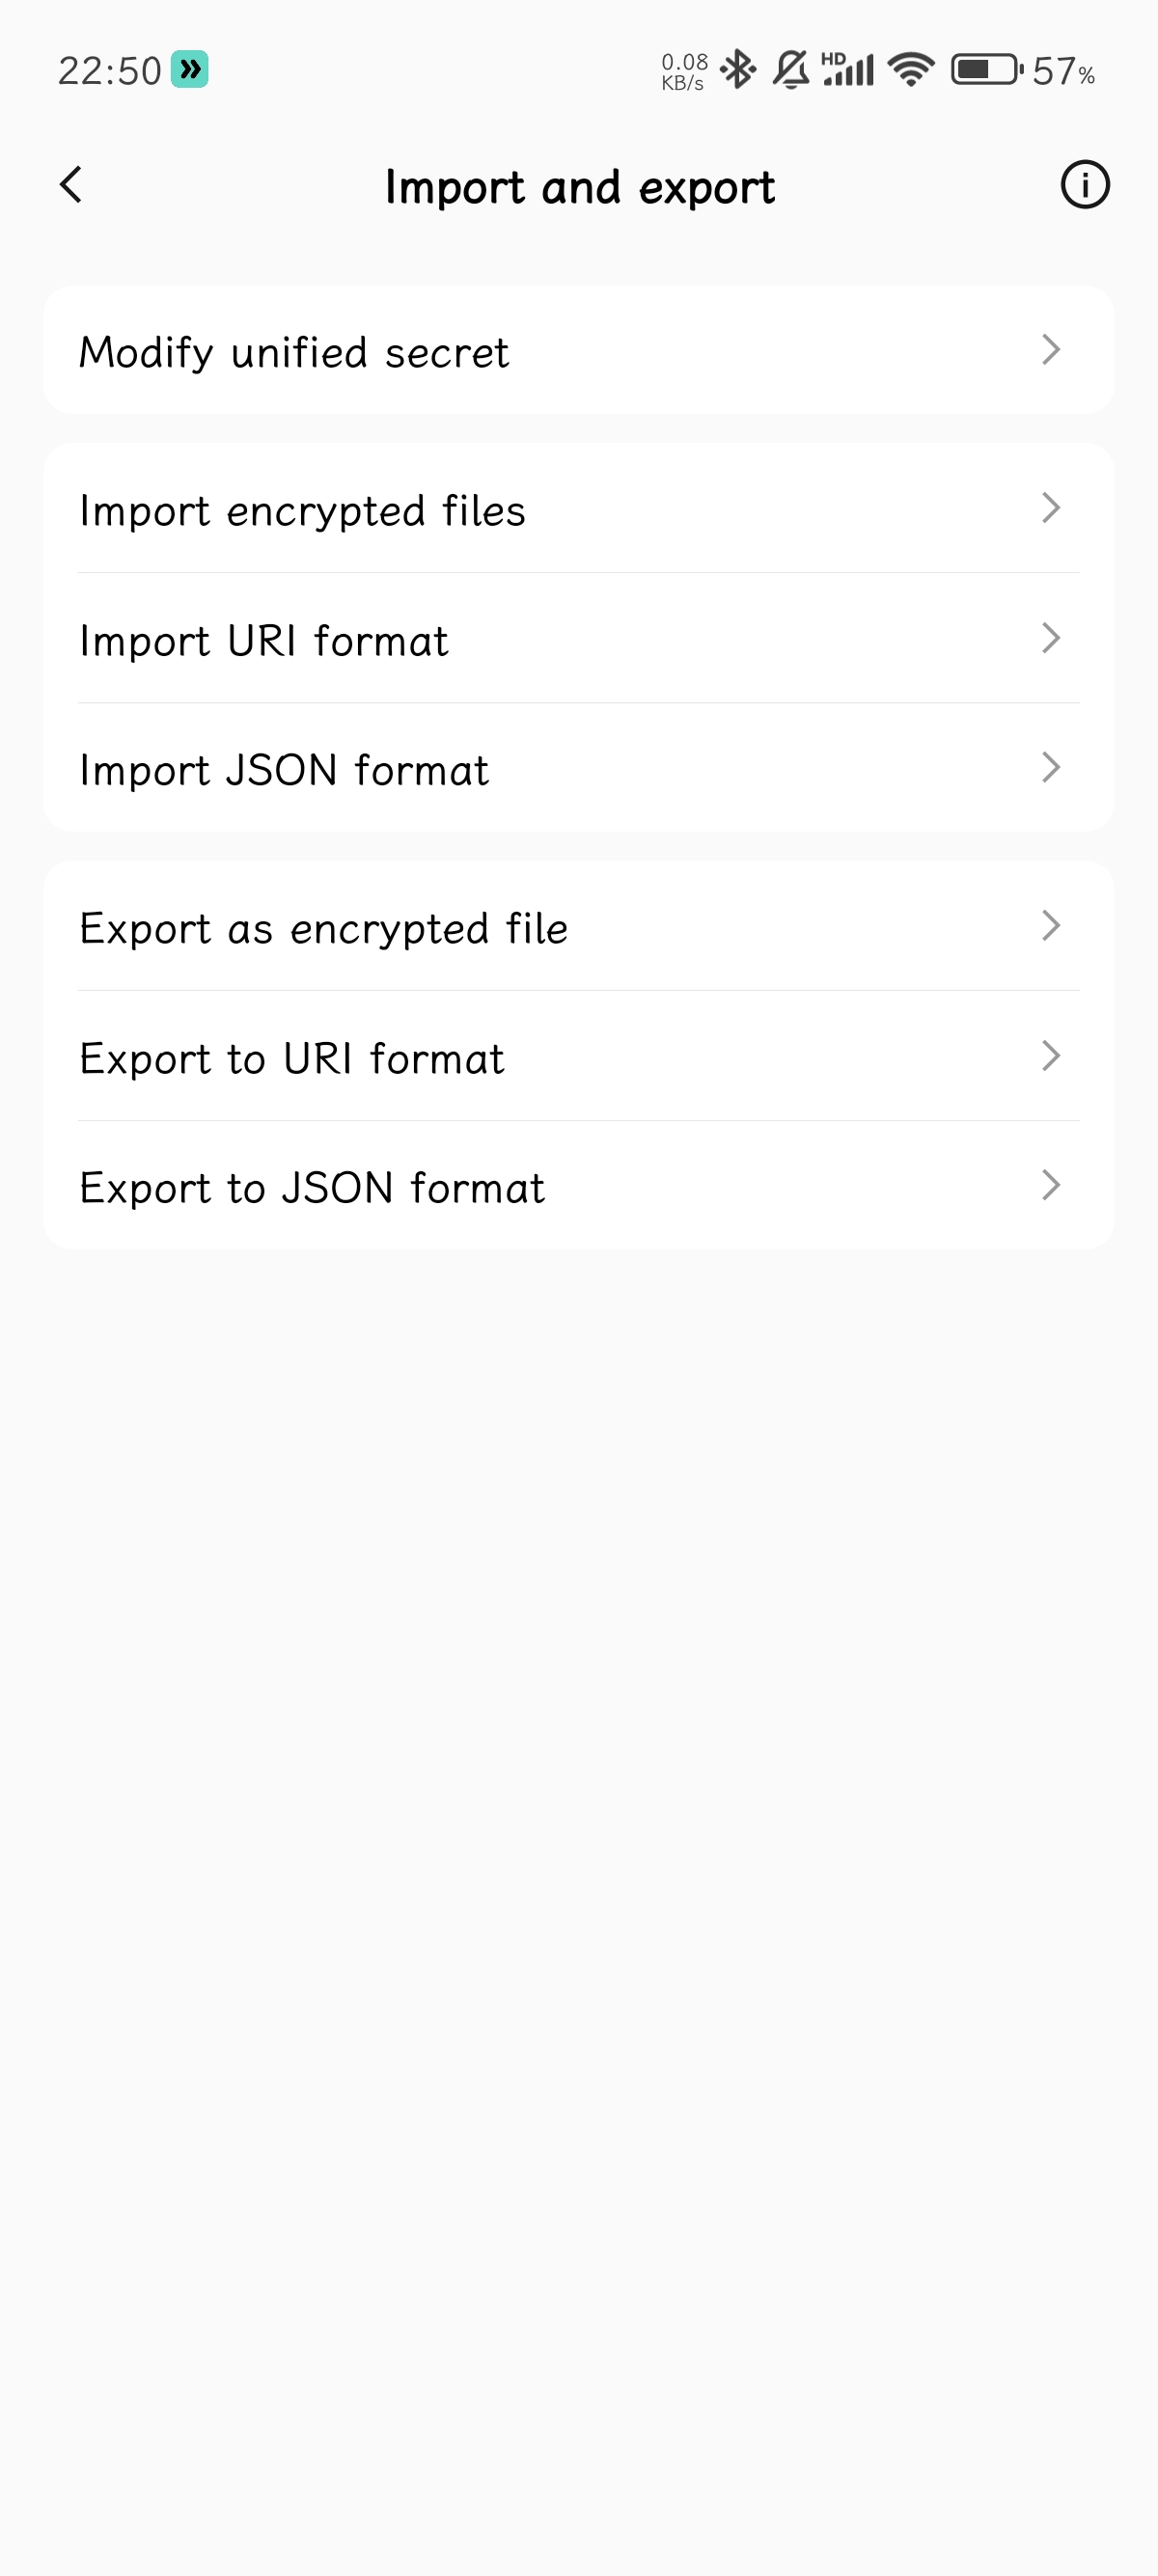 22:50
0.08
KB/s
HD
57%
Import and export
Modify unified secret
Import encrypted files
Import URI format
Import JSON format
Export as encrypted file
Export to URI format
Export to JSON format